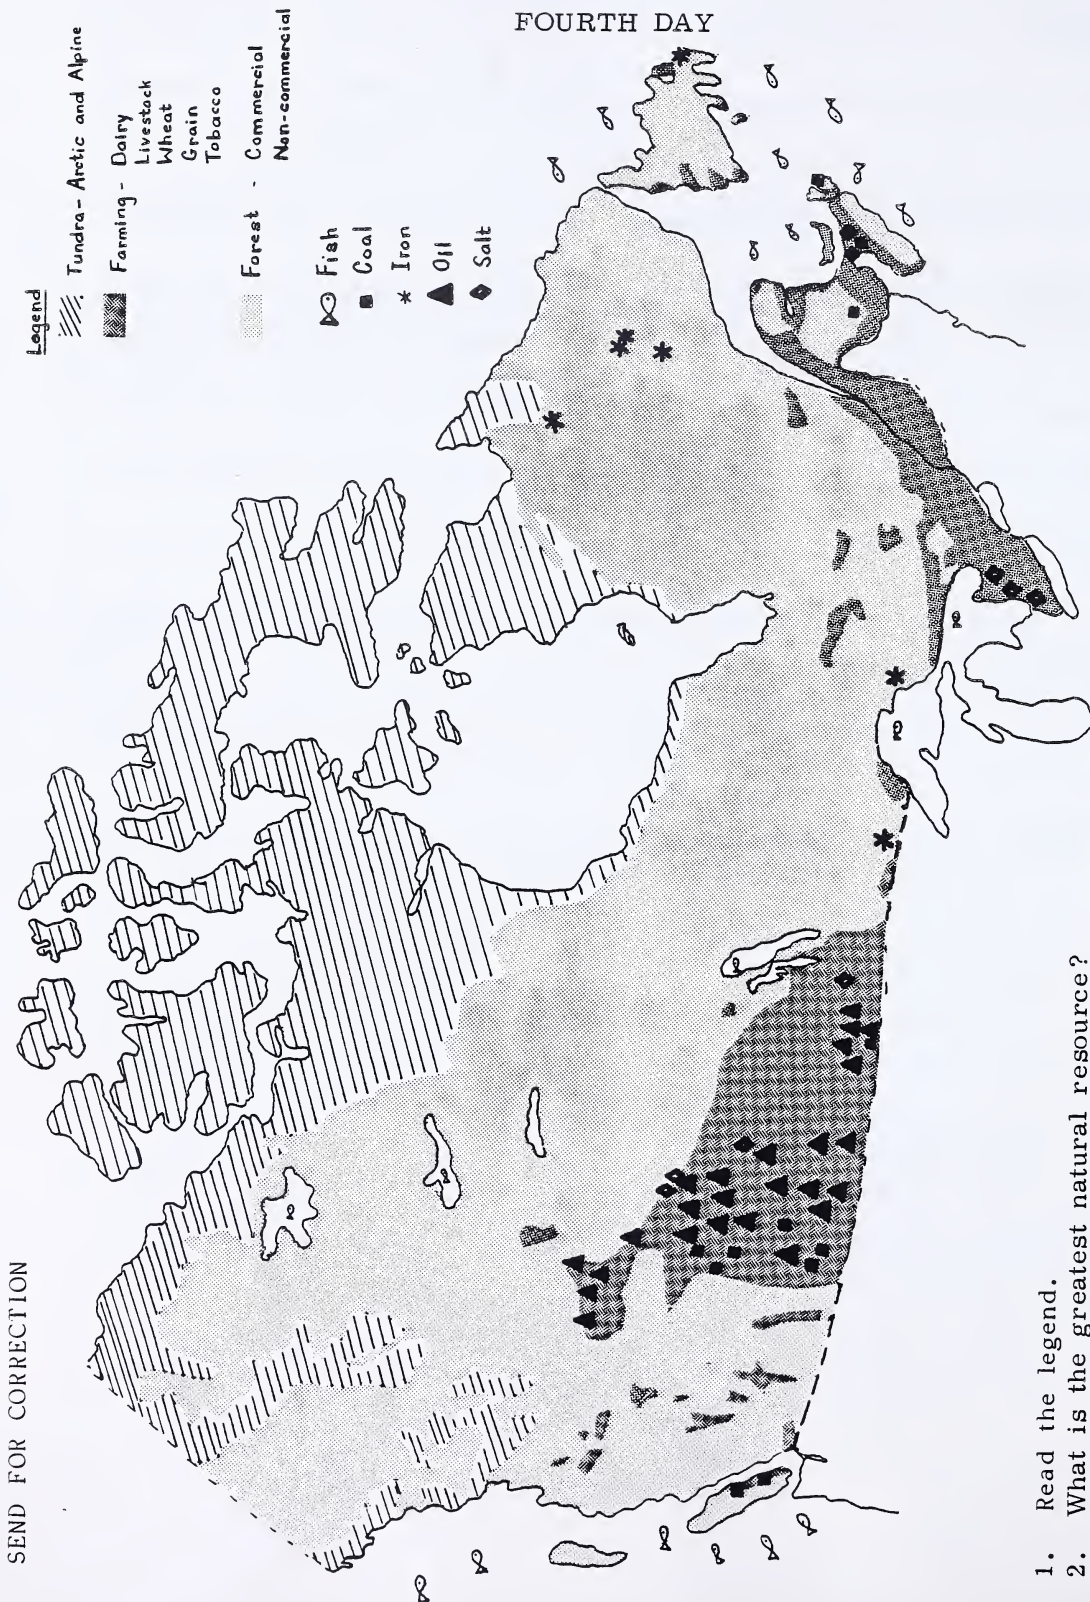 FOURTH DAY
SEND FOR CORRECTION
Legend
Tundra - Arctic and Alpine
Farming - Dairy
Livestock
Wheat
Grain
Tobacco
Forest - Commercial
Non-commercial
Fish
Coal
Iron
Oil
Salt
1. Read the legend.
2. What is the greatest natural resource?